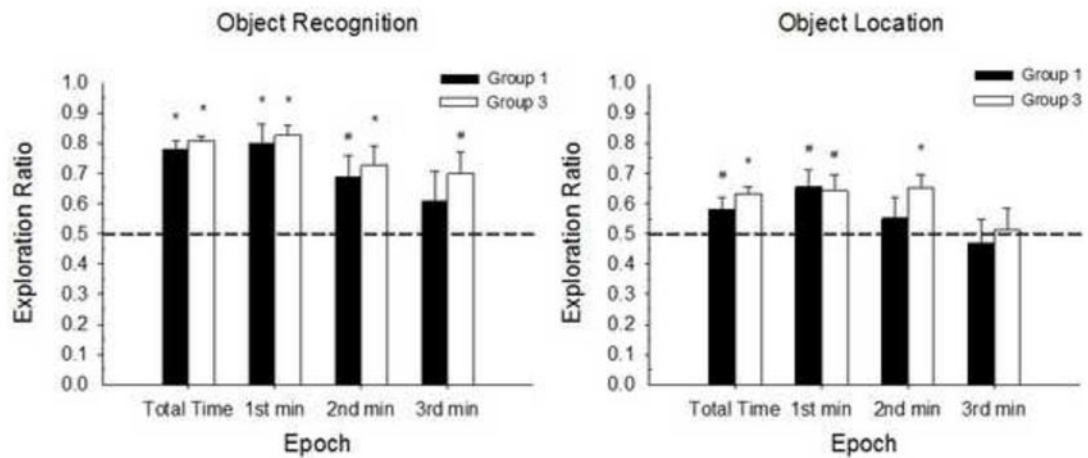 Object Recognition
Group 1
Group 3
1.0
0.9
0.8
0.7
0.6
0.5
0.4
0.3
0.2
0.1
0.0
Exploration Ratio
* * * * # * #
Total Time 1st min 2nd min 3rd min
Epoch
Object Location
Group 1
Group 3
1.0
0.9
0.8
0.7
0.6
0.5
0.4
0.3
0.2
0.1
0.0
Exploration Ratio
# * # # *
Total Time 1st min 2nd min 3rd min
Epoch